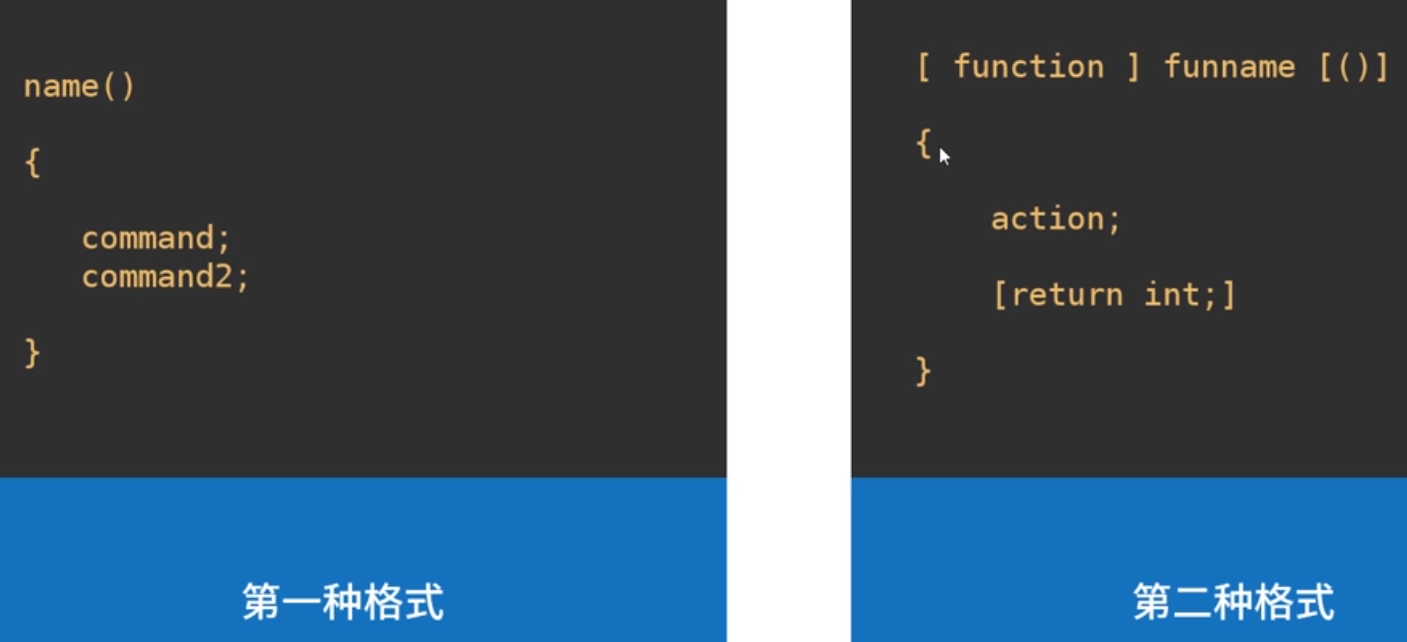 name()
{
command;
command2;
}
第一种格式
[ function ] funname [()]
{
action;
[return int;]
}
第二种格式